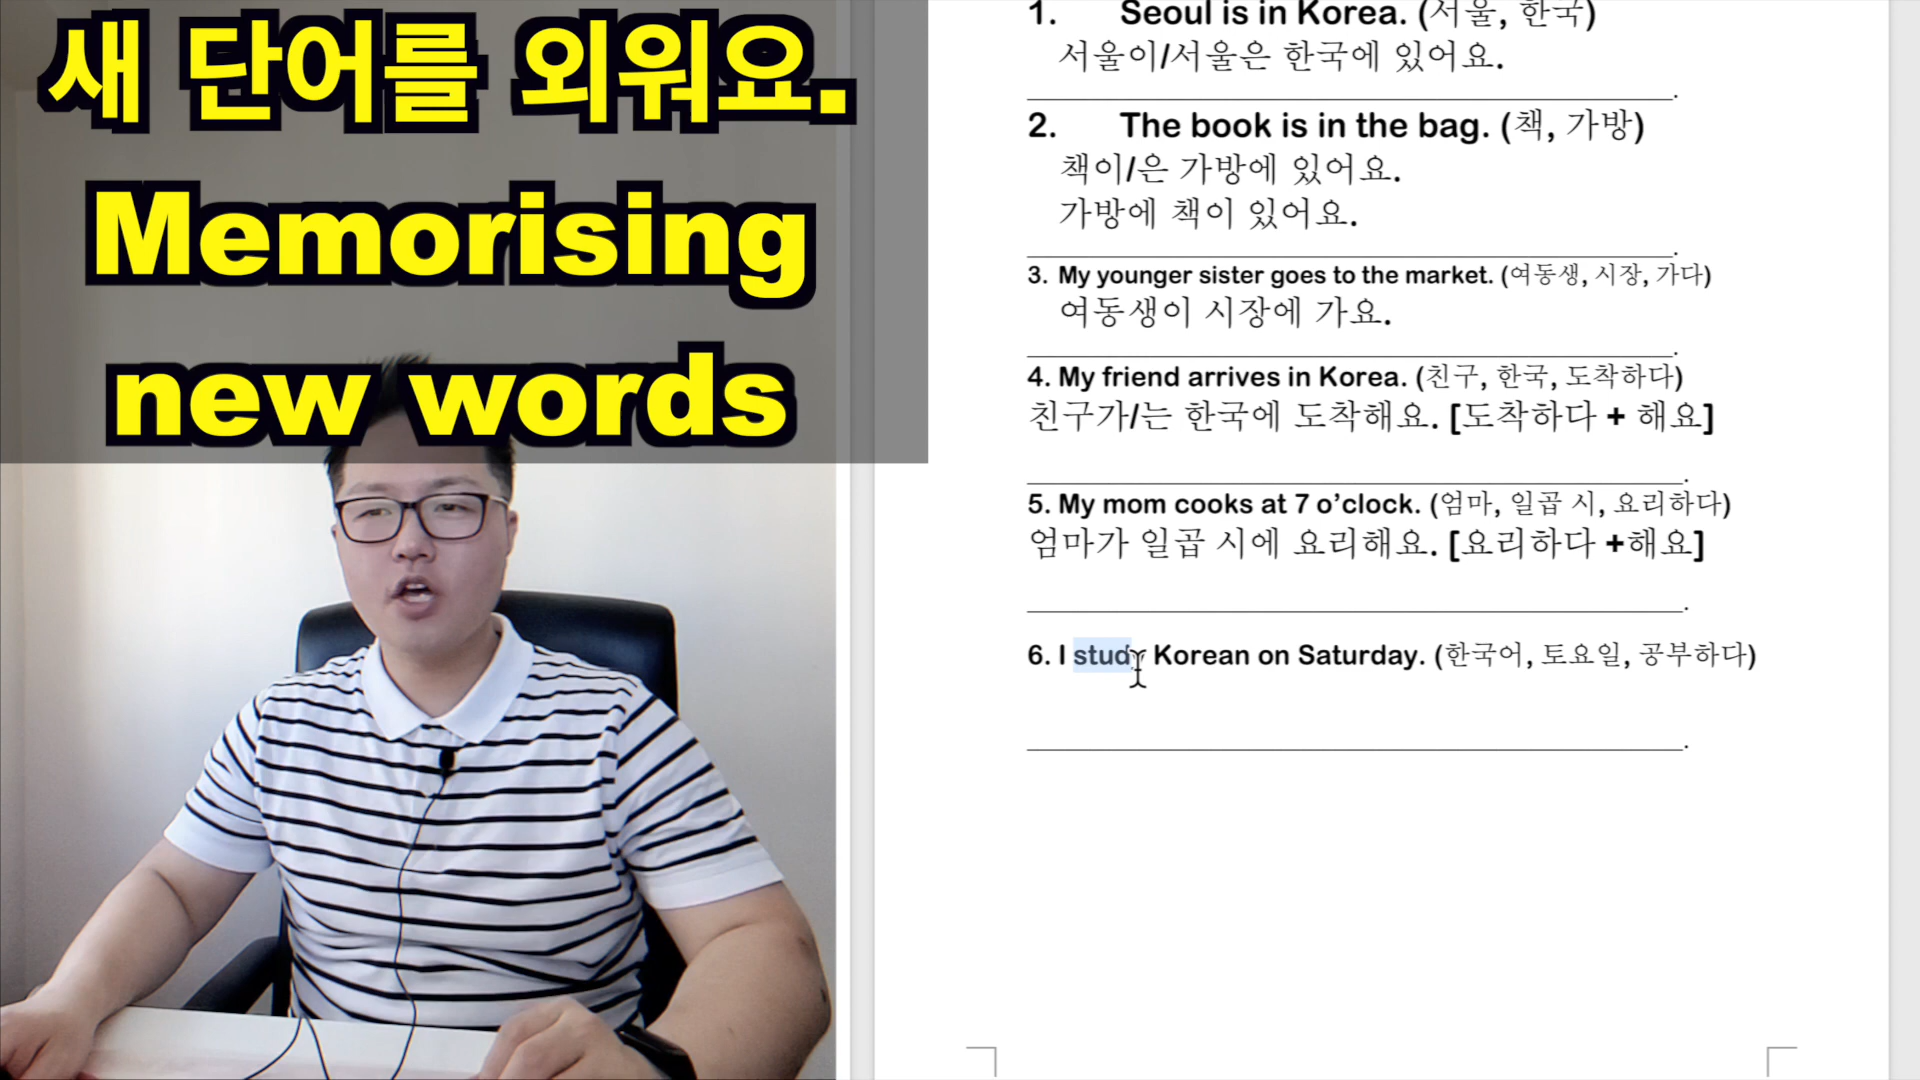 새 단어를 외워요.
Memorising
new words
1. Seoul is in Korea. (서울, 한국)
서울이/서울은 한국에 있어요.
2. The book is in the bag. (책, 가방)
책이/은 가방에 있어요.
가방에 책이 있어요.
3. My younger sister goes to the market. (여동생, 시장, 가다)
여동생이 시장에 가요.
4. My friend arrives in Korea. (친구, 한국, 도착하다)
친구가/는 한국에 도착해요. [도착하다 + 해요]
5. My mom cooks at 7 o’clock. (엄마, 일곱 시, 요리하다)
엄마가 일곱 시에 요리해요. [요리하다 +해요]
6. I study Korean on Saturday. (한국어, 토요일, 공부하다)